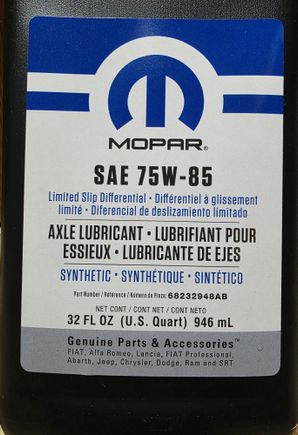 MOPAR®
SAE 75W-85
Limited Slip Differential • Différentiel à glissement
limité • Diferencial de deslizamiento limitado
AXLE LUBRICANT • LUBRIFIANT POUR
ESSIEUX • LUBRICANTE DE EJES
SYNTHETIC • SYNTHÉTIQUE • SINTÉTICO
Part Number / Référence / Número de Pieza: 68232948AB
NET CONT / CONT NET / CONT NETO
32 FL OZ (U.S. Quart) 946 mL
Genuine Parts & Accessories™
FIAT, Alfa Romeo, Lancia, FIAT Professional,
Abarth, Jeep, Chrysler, Dodge, Ram and SRT